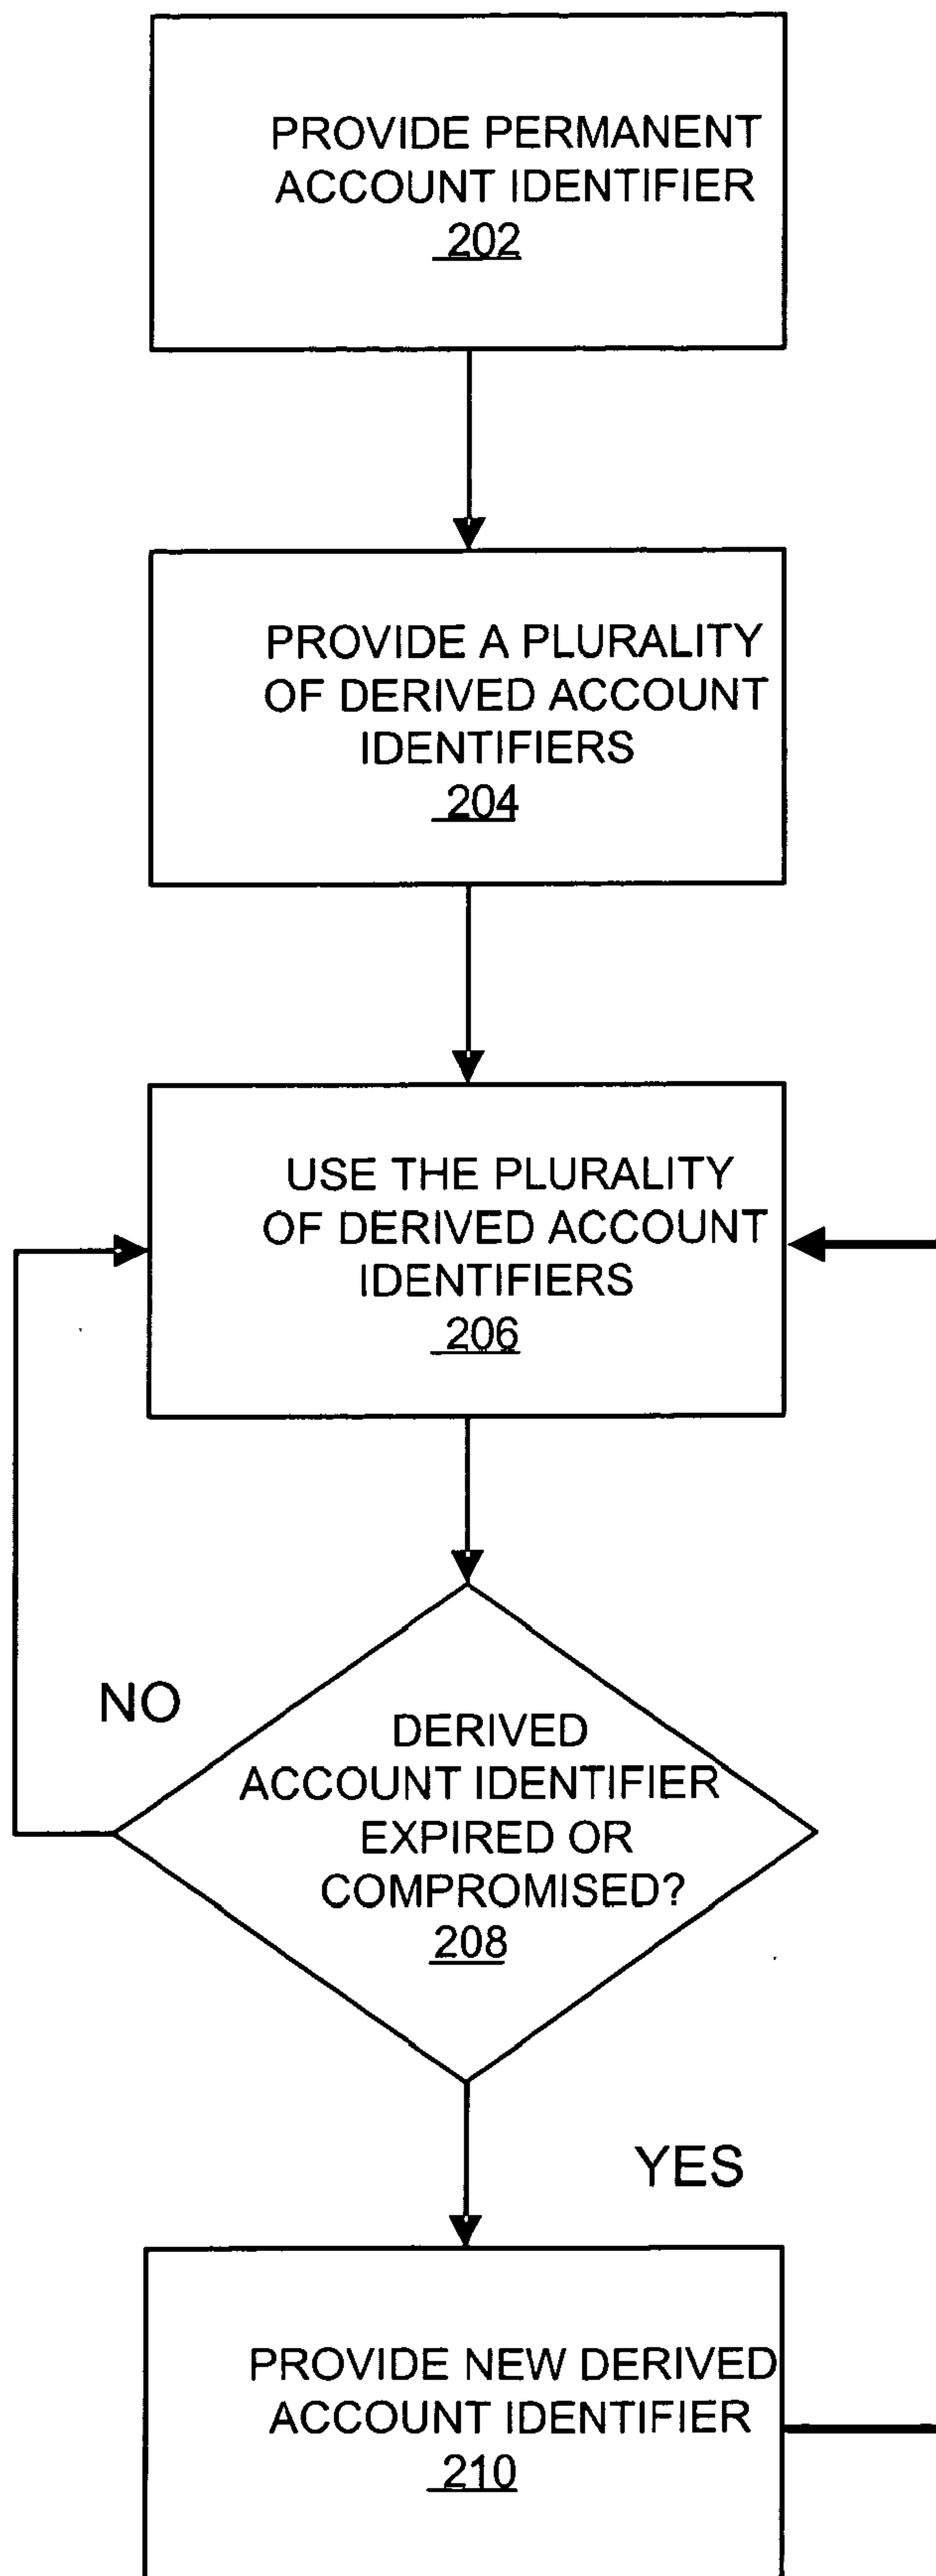 PROVIDE PERMANENT
ACCOUNT IDENTIFIER
202
PROVIDE A PLURALITY
OF DERIVED ACCOUNT
IDENTIFIERS
204
USE THE PLURALITY
OF DERIVED ACCOUNT
IDENTIFIERS
206
NO
DERIVED
ACCOUNT IDENTIFIER
EXPIRED OR
COMPROMISED?
208
YES
PROVIDE NEW DERIVED
ACCOUNT IDENTIFIER
210